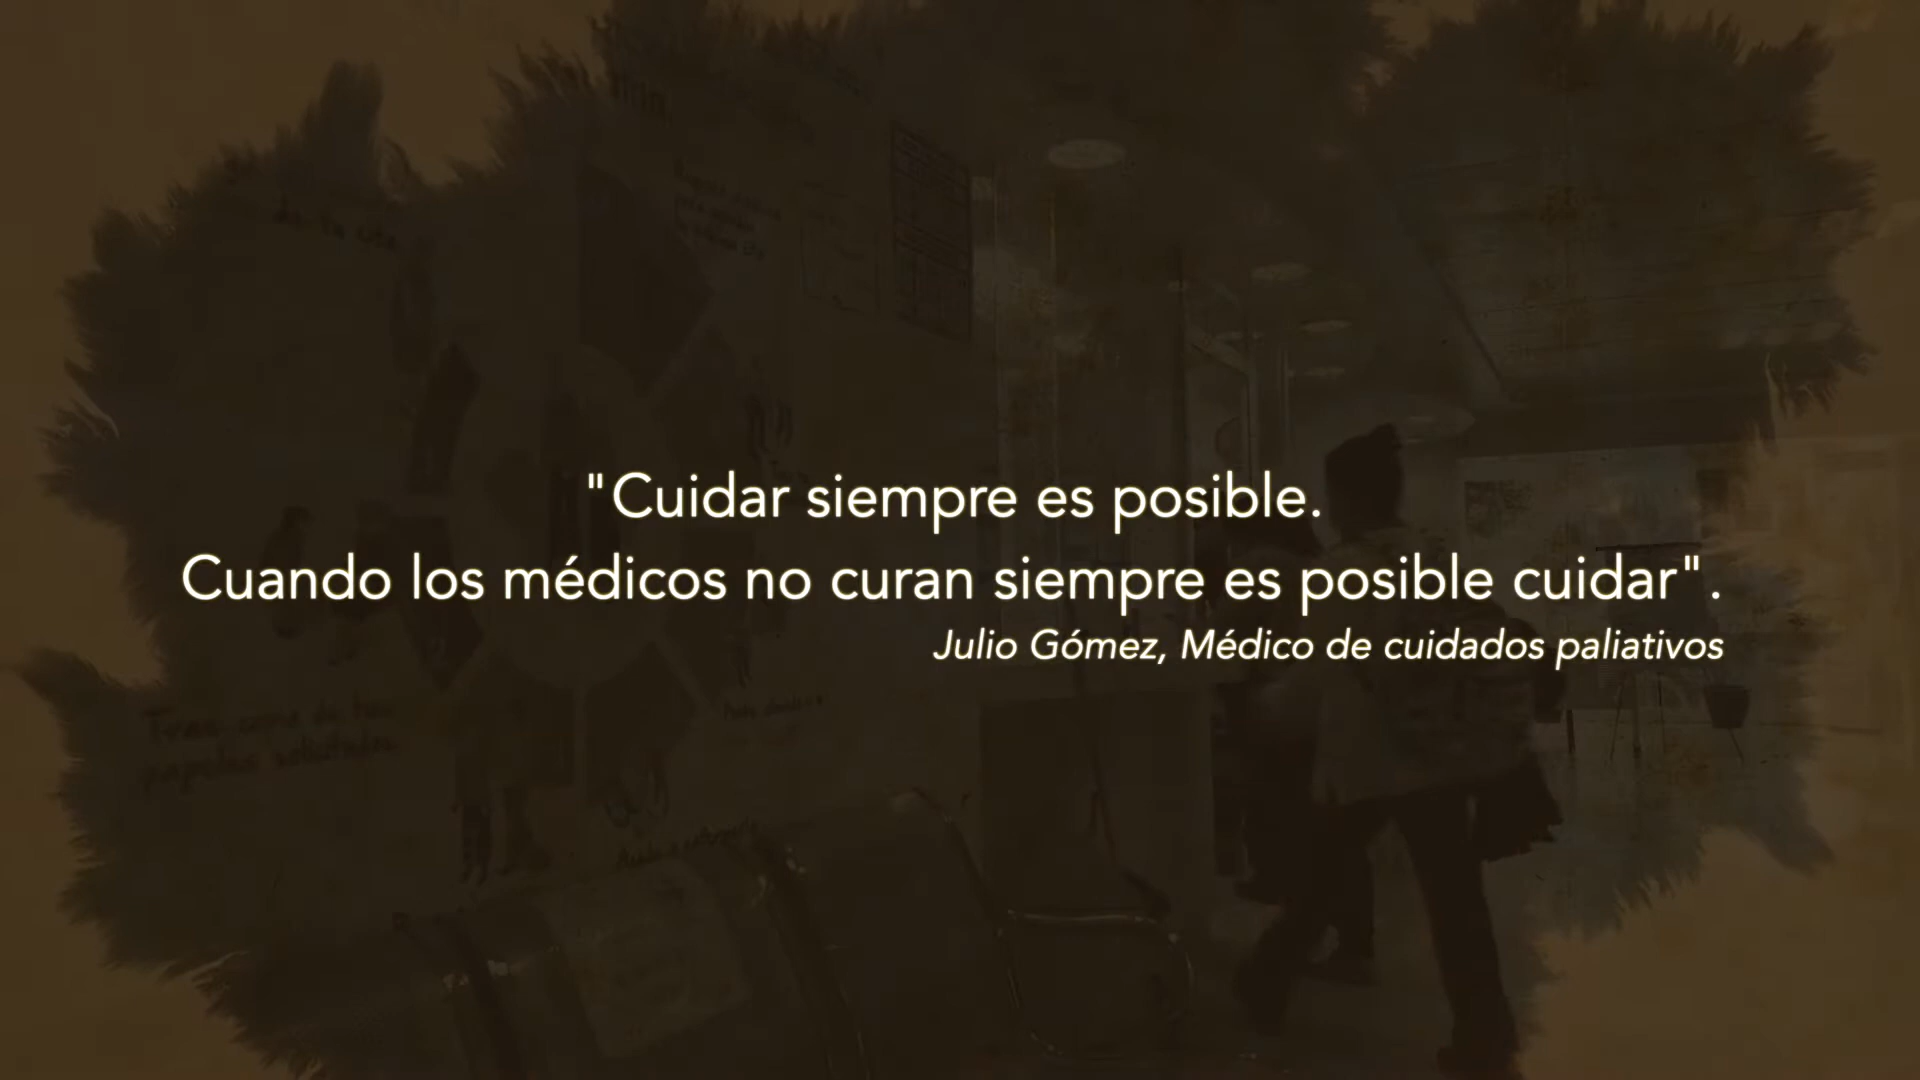 "Cuidar siempre es posible.
Cuando los médicos no curan siempre es posible cuidar".
Julio Gómez, Médico de cuidados paliativos